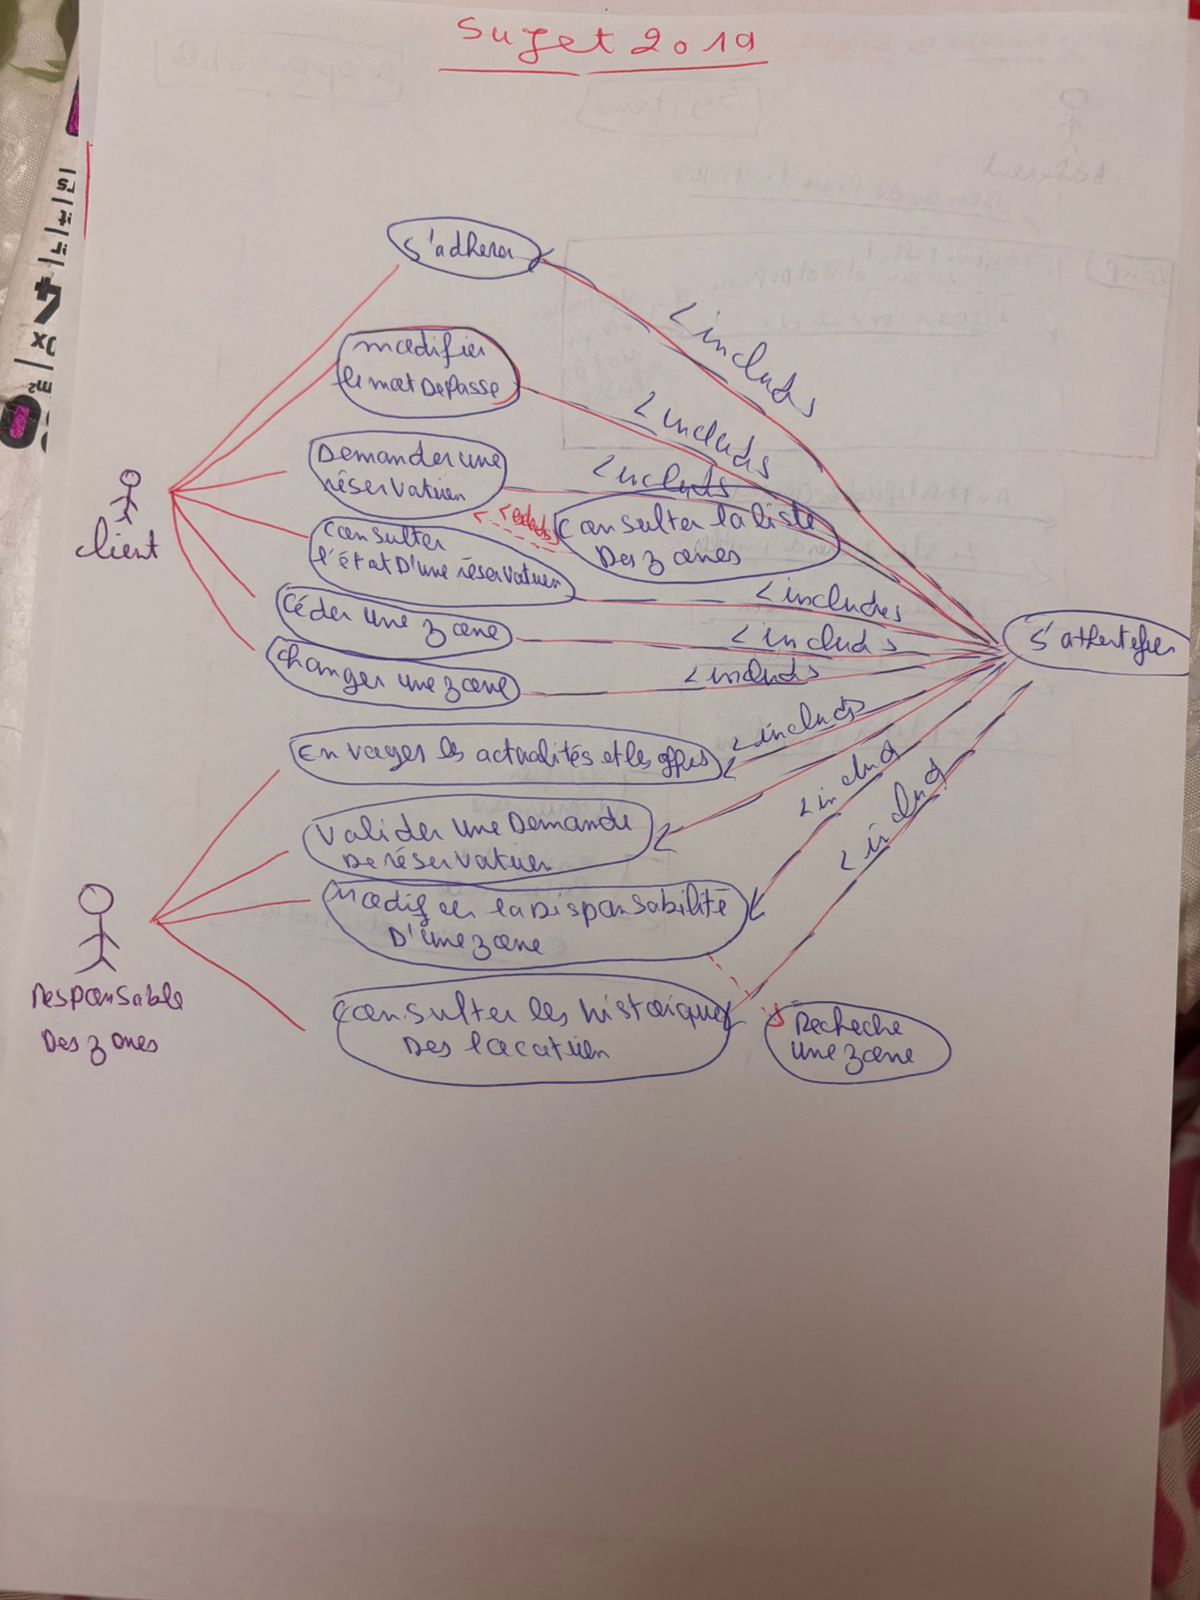 Sujet 2019
s'adherer
< includs
modifier
le mot De passe
< includs
Demander une
réservation
< includs
client
consulter
l'état D'une réservation
< extends
consulter la liste
Des zones
< includes
céder une zone
< includs
s'athentefier
changer une zone
< includs
Envoyer les actualités et les offres
< includs
valider une Demande
De réservation
< includ
modifier la Disponsabilité
D'une zone
< includ
Responsable
Des zones
consulter les historique
Des location
Recheche
une zone